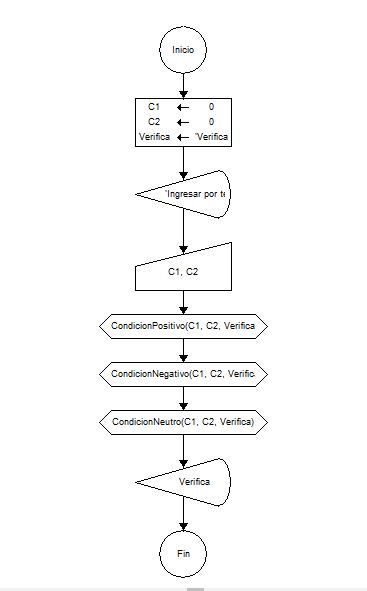 Inicio
C1 ← 0
C2 ← 0
Verifica ← 'Verifica
'Ingresar por te
C1, C2
CondicionPositivo(C1, C2, Verifica
CondicionNegativo(C1, C2, Verific
CondicionNeutro(C1, C2, Verifica)
Verifica
Fin